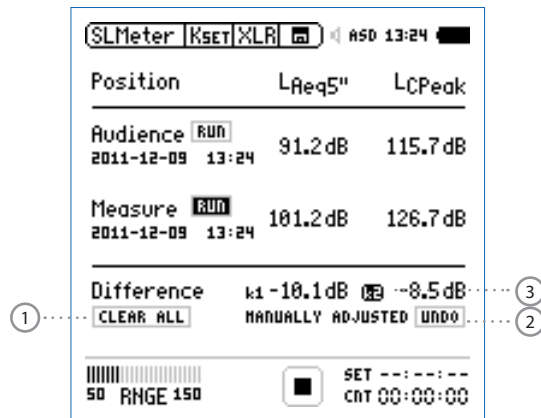 SLMeter KSET XLR ASD 13:24
Position LAeq5" LCPeak
Audience RUN 91.2dB 115.7dB
2011-12-09 13:24
Measure RUN 101.2dB 126.7dB
2011-12-09 13:24
Difference k1 -10.1dB k2 -8.5dB
3
1
CLEAR ALL MANUALLY ADJUSTED UNDO
2
SET --:--:--
50 RNGE 150 CNT 00:00:00